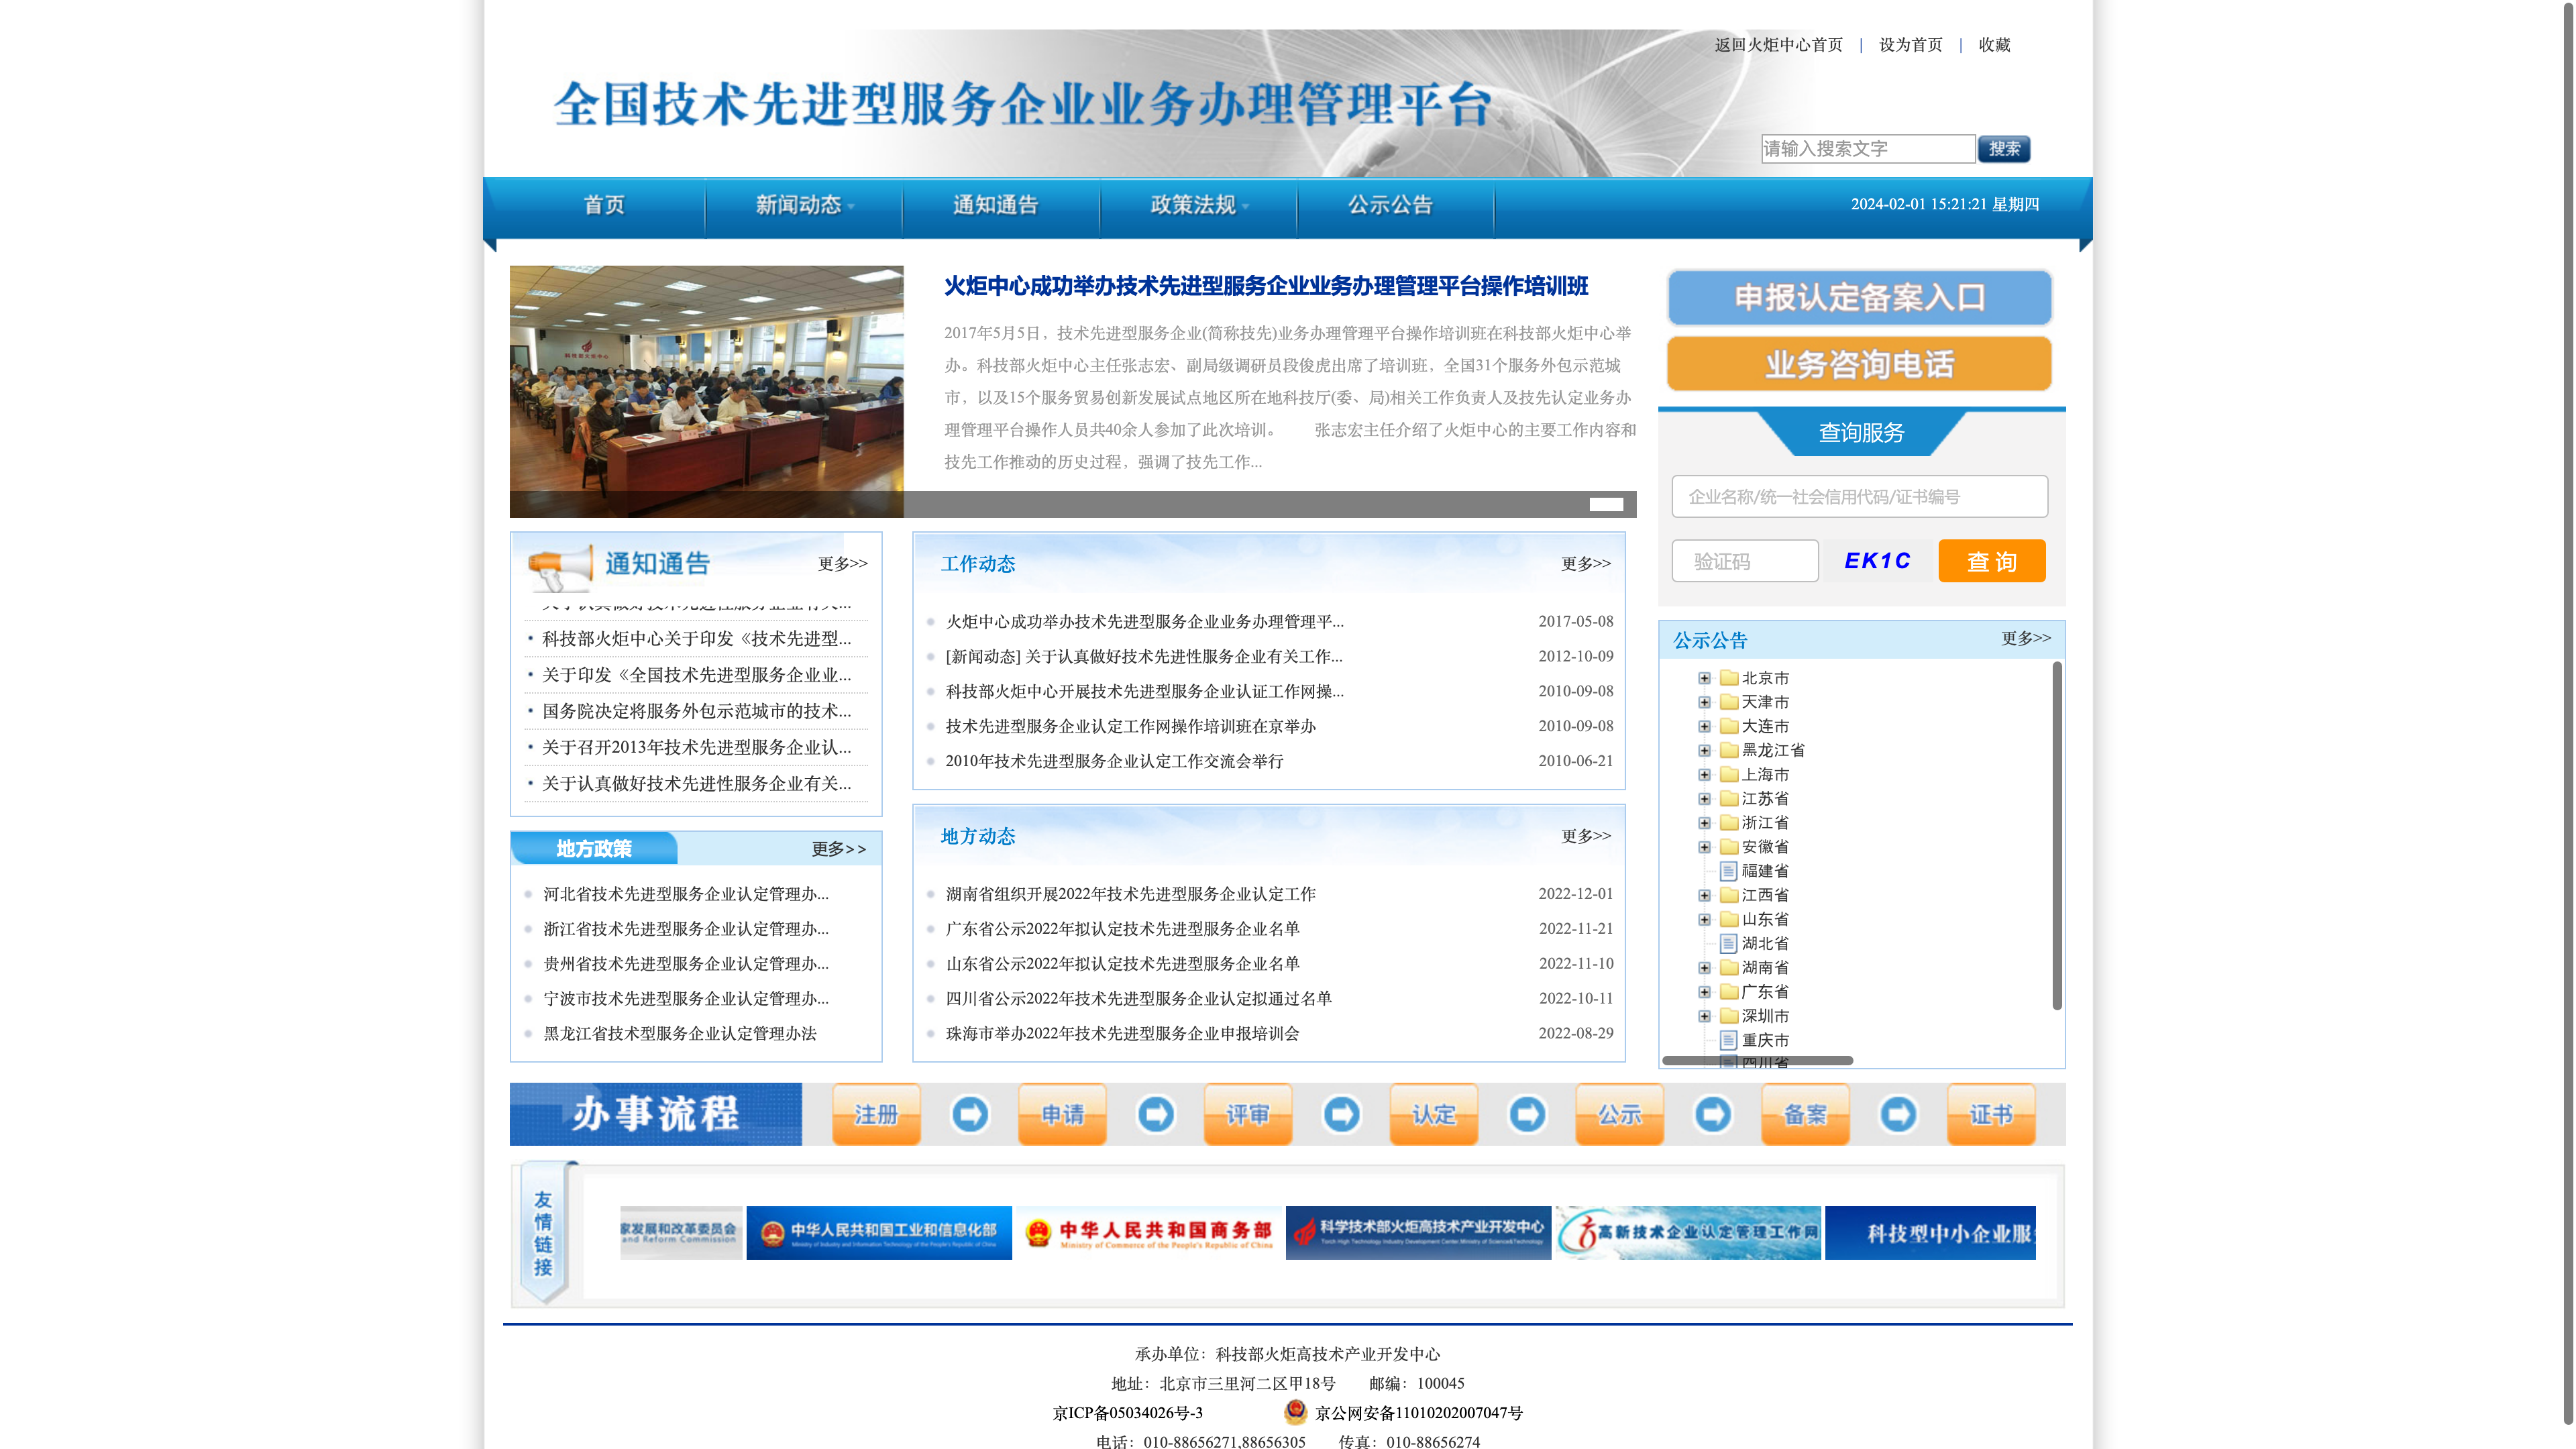 返回火炬中心首页 | 设为首页 | 收藏
全国技术先进型服务企业业务办理管理平台
请输入搜索文字 搜索
首页 新闻动态 通知通告 政策法规 公示公告 2024-02-01 15:21:21 星期四
火炬中心成功举办技术先进型服务企业业务办理管理平台操作培训班
2017年5月5日，技术先进型服务企业(简称技先)业务办理管理平台操作培训班在科技部火炬中心举
办。科技部火炬中心主任张志宏、副局级调研员段俊虎出席了培训班，全国31个服务外包示范城
市，以及15个服务贸易创新发展试点地区所在地科技厅(委、局)相关工作负责人及技先认定业务办
理管理平台操作人员共40余人参加了此次培训。 张志宏主任介绍了火炬中心的主要工作内容和
技先工作推动的历史过程，强调了技先工作...
申报认定备案入口
业务咨询电话
查询服务
企业名称/统一社会信用代码/证书编号
验证码 EK1C 查 询
通知通告 更多>>
关于认真做好技术先进性服务企业有关...
科技部火炬中心关于印发《技术先进型...
关于印发《全国技术先进型服务企业业...
国务院决定将服务外包示范城市的技术...
关于召开2013年技术先进型服务企业认...
关于认真做好技术先进性服务企业有关...
工作动态 更多>>
火炬中心成功举办技术先进型服务企业业务办理管理平... 2017-05-08
[新闻动态] 关于认真做好技术先进性服务企业有关工作... 2012-10-09
科技部火炬中心开展技术先进型服务企业认证工作网操... 2010-09-08
技术先进型服务企业认定工作网操作培训班在京举办 2010-09-08
2010年技术先进型服务企业认定工作交流会举行 2010-06-21
公示公告 更多>>
北京市
天津市
大连市
黑龙江省
上海市
江苏省
浙江省
安徽省
福建省
江西省
山东省
湖北省
湖南省
广东省
深圳市
重庆市
四川省
地方政策 更多>>
河北省技术先进型服务企业认定管理办...
浙江省技术先进型服务企业认定管理办...
贵州省技术先进型服务企业认定管理办...
宁波市技术先进型服务企业认定管理办...
黑龙江省技术型服务企业认定管理办法
地方动态 更多>>
湖南省组织开展2022年技术先进型服务企业认定工作 2022-12-01
广东省公示2022年拟认定技术先进型服务企业名单 2022-11-21
山东省公示2022年拟认定技术先进型服务企业名单 2022-11-10
四川省公示2022年技术先进型服务企业认定拟通过名单 2022-10-11
珠海市举办2022年技术先进型服务企业申报培训会 2022-08-29
办事流程 注册 申请 评审 认定 公示 备案 证书
友情链接
家发展和改革委员会
and Reform Commission
中华人民共和国工业和信息化部
Ministry of Industry and Information Technology of the People's Republic of China
中华人民共和国商务部
Ministry of Commerce of the People's Republic of China
科学技术部火炬高技术产业开发中心
Torch High Technology Industry Development Center,Ministry of Science&Technology
高新技术企业认定管理工作网
科技型中小企业服
承办单位：科技部火炬高技术产业开发中心
地址：北京市三里河二区甲18号 邮编：100045
京ICP备05034026号-3 京公网安备11010202007047号
电话：010-88656271,88656305 传真：010-88656274